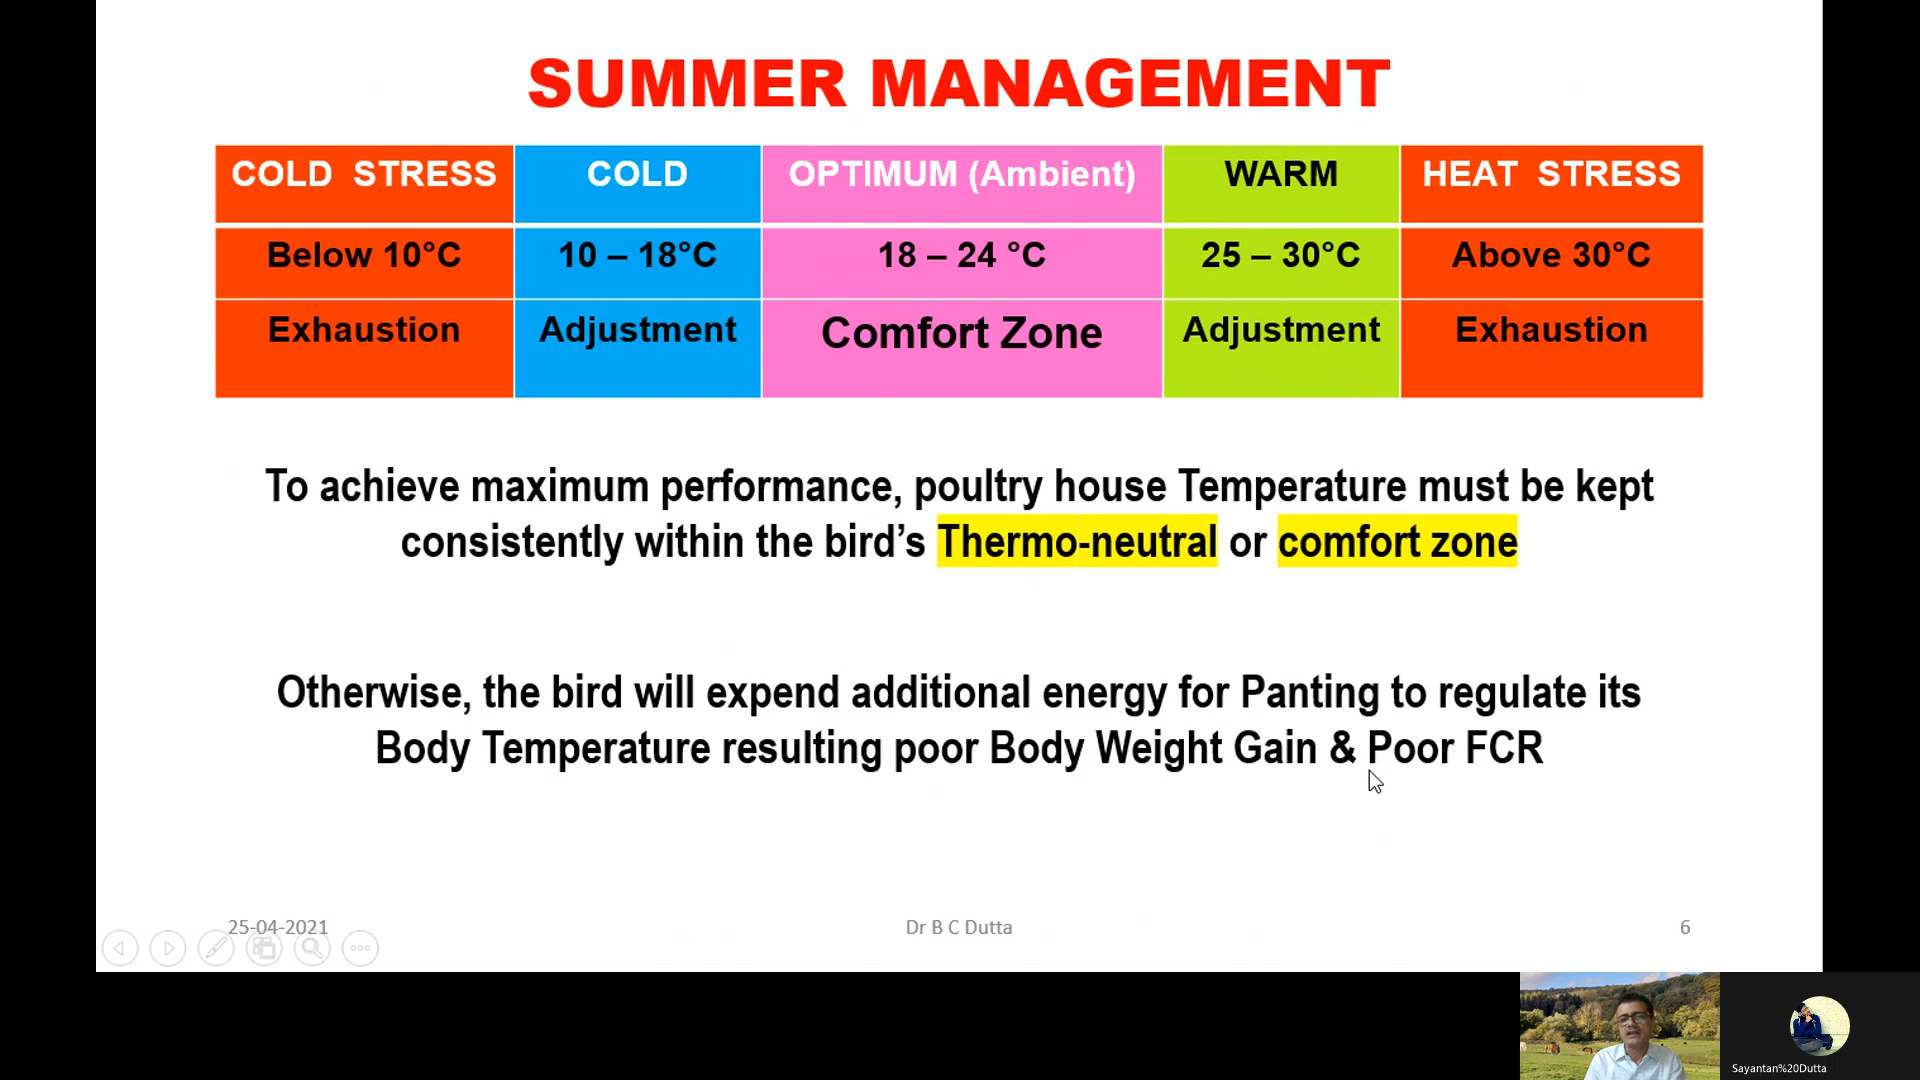 SUMMER MANAGEMENT
COLD STRESS COLD OPTIMUM (Ambient) WARM HEAT STRESS
Below 10°C 10 – 18°C 18 – 24 °C 25 – 30°C Above 30°C
Exhaustion Adjustment Comfort Zone Adjustment Exhaustion
To achieve maximum performance, poultry house Temperature must be kept
consistently within the bird’s Thermo-neutral or comfort zone
Otherwise, the bird will expend additional energy for Panting to regulate its
Body Temperature resulting poor Body Weight Gain & Poor FCR
25-04-2021 Dr B C Dutta 6
Sayantan%20Dutta